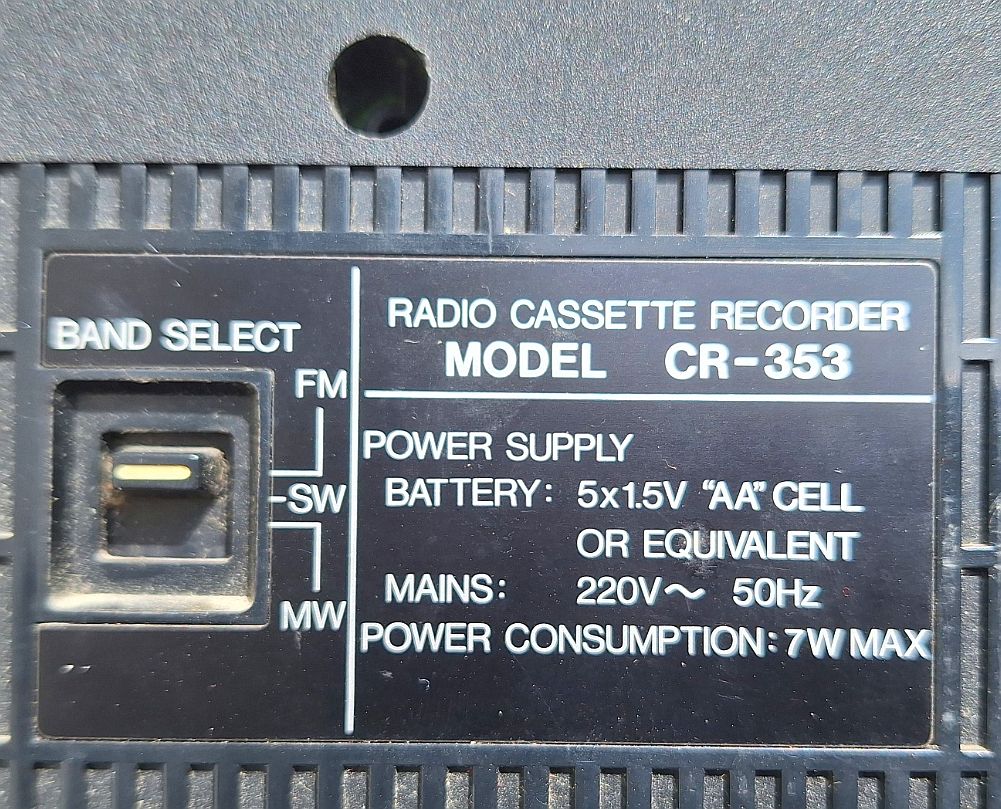 BAND SELECT
FM
SW
MW
RADIO CASSETTE RECORDER
MODEL CR-353
POWER SUPPLY
BATTERY: 5x1.5V "AA" CELL
OR EQUIVALENT
MAINS: 220V~ 50Hz
POWER CONSUMPTION: 7W MAX